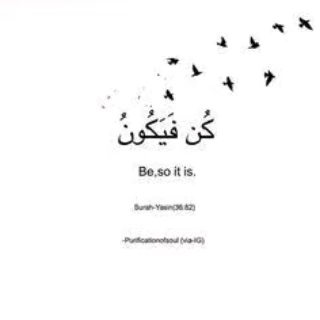 كُن فَيَكُونُ
Be,so it is.
Surah-Yasin(36:82)
-Purificationofsoul (via-IG)